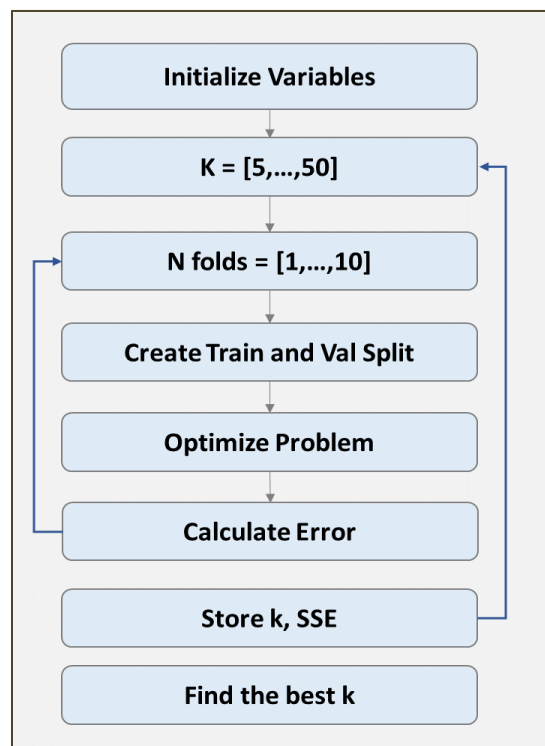 Initialize Variables
K = [5,...,50]
N folds = [1,...,10]
Create Train and Val Split
Optimize Problem
Calculate Error
Store k, SSE
Find the best k